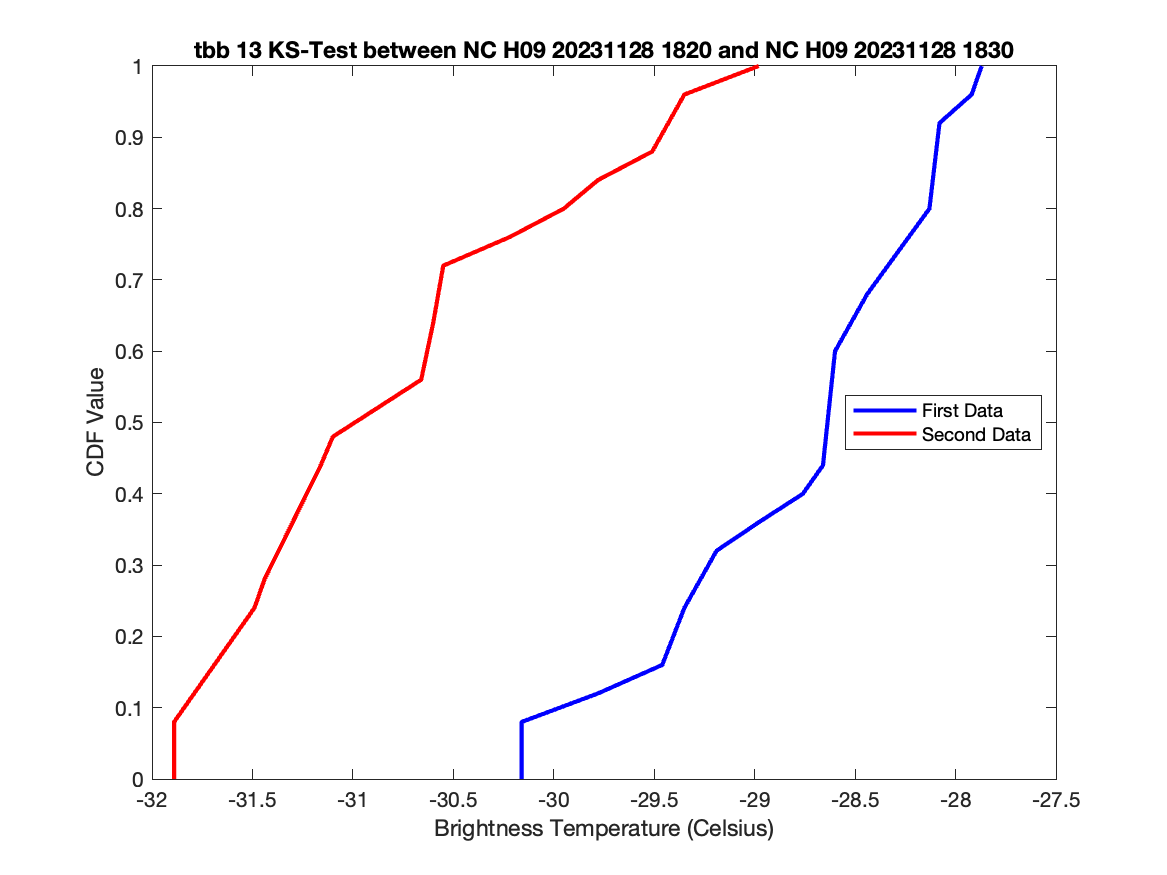 tbb 13 KS-Test between NC H09 20231128 1820 and NC H09 20231128 1830
1
0.9
0.8
0.7
0.6
0.5
0.4
0.3
0.2
0.1
0
CDF Value
First Data
Second Data
-32 -31.5 -31 -30.5 -30 -29.5 -29 -28.5 -28 -27.5
Brightness Temperature (Celsius)